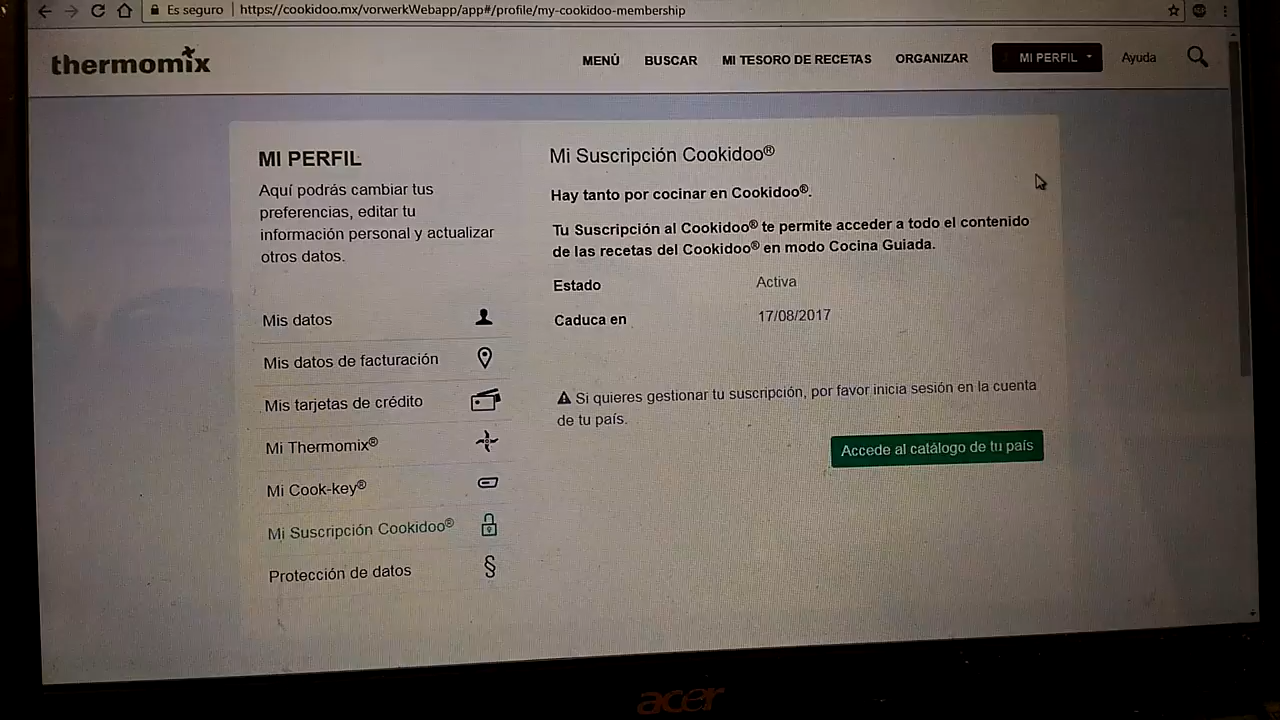 Es seguro | https://cookidoo.mx/vorwerkWebapp/app#/profile/my-cookidoo-membership
thermomix
MENÚ BUSCAR MI TESORO DE RECETAS ORGANIZAR MI PERFIL Ayuda
MI PERFIL
Aquí podrás cambiar tus
preferencias, editar tu
información personal y actualizar
otros datos.
Mis datos
Mis datos de facturación
Mis tarjetas de crédito
Mi Thermomix®
Mi Cook-key®
Mi Suscripción Cookidoo®
Protección de datos
§
Mi Suscripción Cookidoo®
Hay tanto por cocinar en Cookidoo®.
Tu Suscripción al Cookidoo® te permite acceder a todo el contenido
de las recetas del Cookidoo® en modo Cocina Guiada.
Estado Activa
Caduca en 17/08/2017
Si quieres gestionar tu suscripción, por favor inicia sesión en la cuenta
de tu país.
Accede al catálogo de tu país
acer